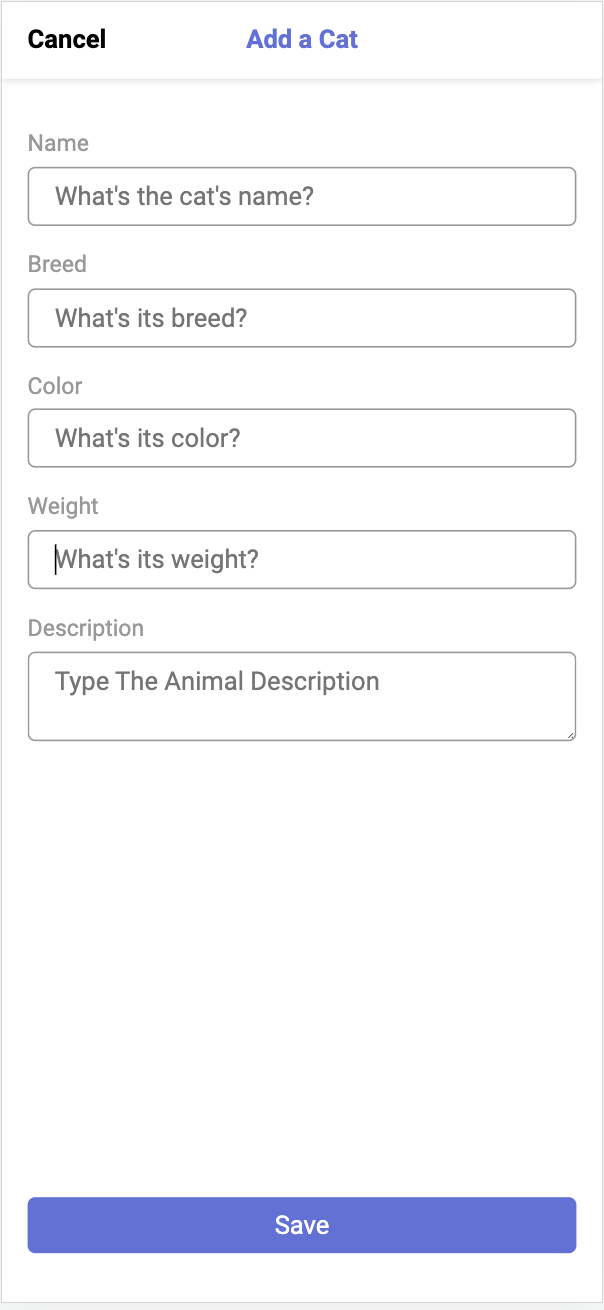 Cancel Add a Cat
Name
What's the cat's name?
Breed
What's its breed?
Color
What's its color?
Weight
What's its weight?
Description
Type The Animal Description
Save